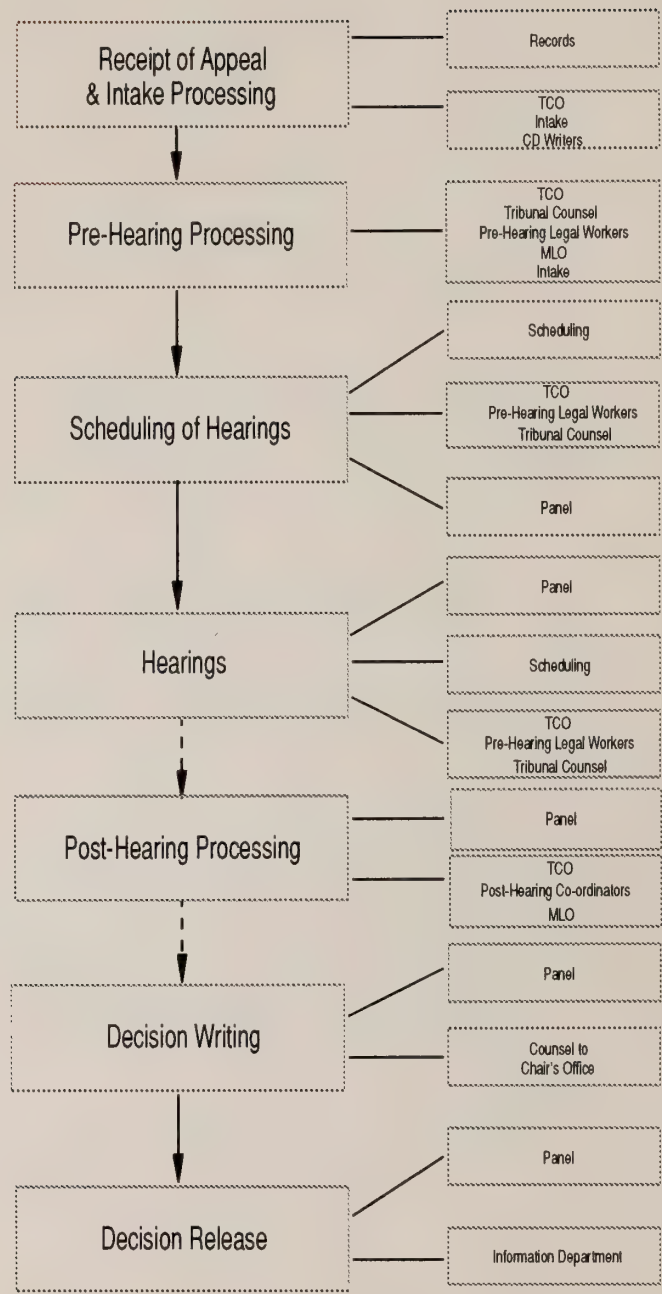 Receipt of Appeal
& Intake Processing
Records
TCO
Intake
CD Writers
Pre-Hearing Processing
TCO
Tribunal Counsel
Pre-Hearing Legal Workers
MLO
Intake
Scheduling of Hearings
Scheduling
TCO
Pre-Hearing Legal Workers
Tribunal Counsel
Panel
Hearings
Panel
Scheduling
TCO
Pre-Hearing Legal Workers
Tribunal Counsel
Post-Hearing Processing
Panel
TCO
Post-Hearing Co-ordinators
MLO
Decision Writing
Panel
Counsel to
Chair's Office
Decision Release
Panel
Information Department